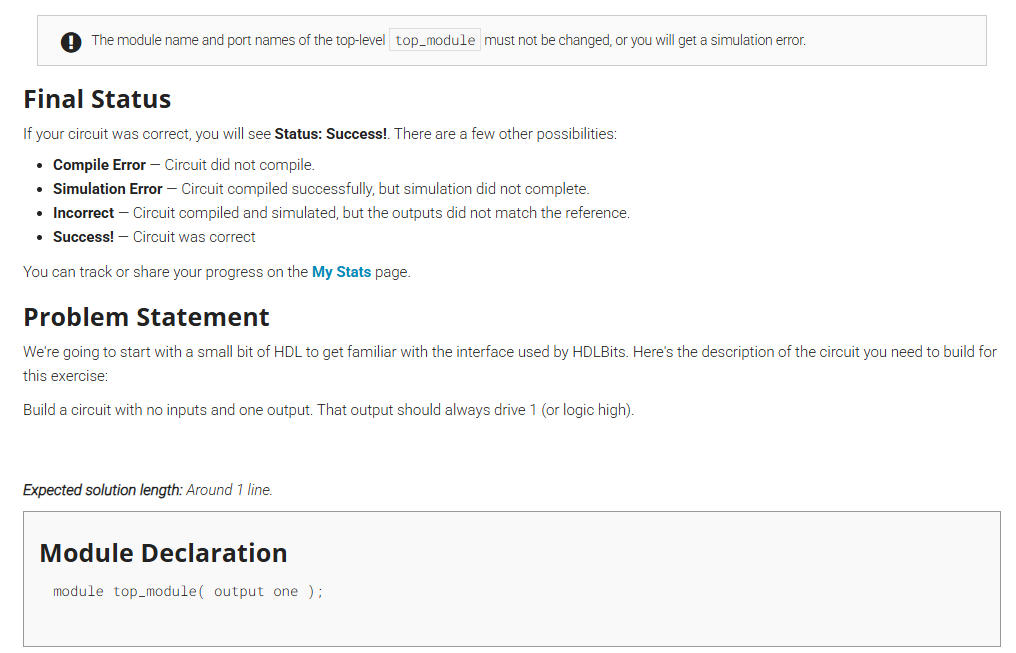 The module name and port names of the top-level top_module must not be changed, or you will get a simulation error.
Final Status
If your circuit was correct, you will see Status: Success!. There are a few other possibilities:
• Compile Error — Circuit did not compile.
• Simulation Error — Circuit compiled successfully, but simulation did not complete.
• Incorrect — Circuit compiled and simulated, but the outputs did not match the reference.
• Success! — Circuit was correct
You can track or share your progress on the My Stats page.
Problem Statement
We're going to start with a small bit of HDL to get familiar with the interface used by HDLBits. Here's the description of the circuit you need to build for
this exercise:
Build a circuit with no inputs and one output. That output should always drive 1 (or logic high).
Expected solution length: Around 1 line.
Module Declaration
module top_module( output one );